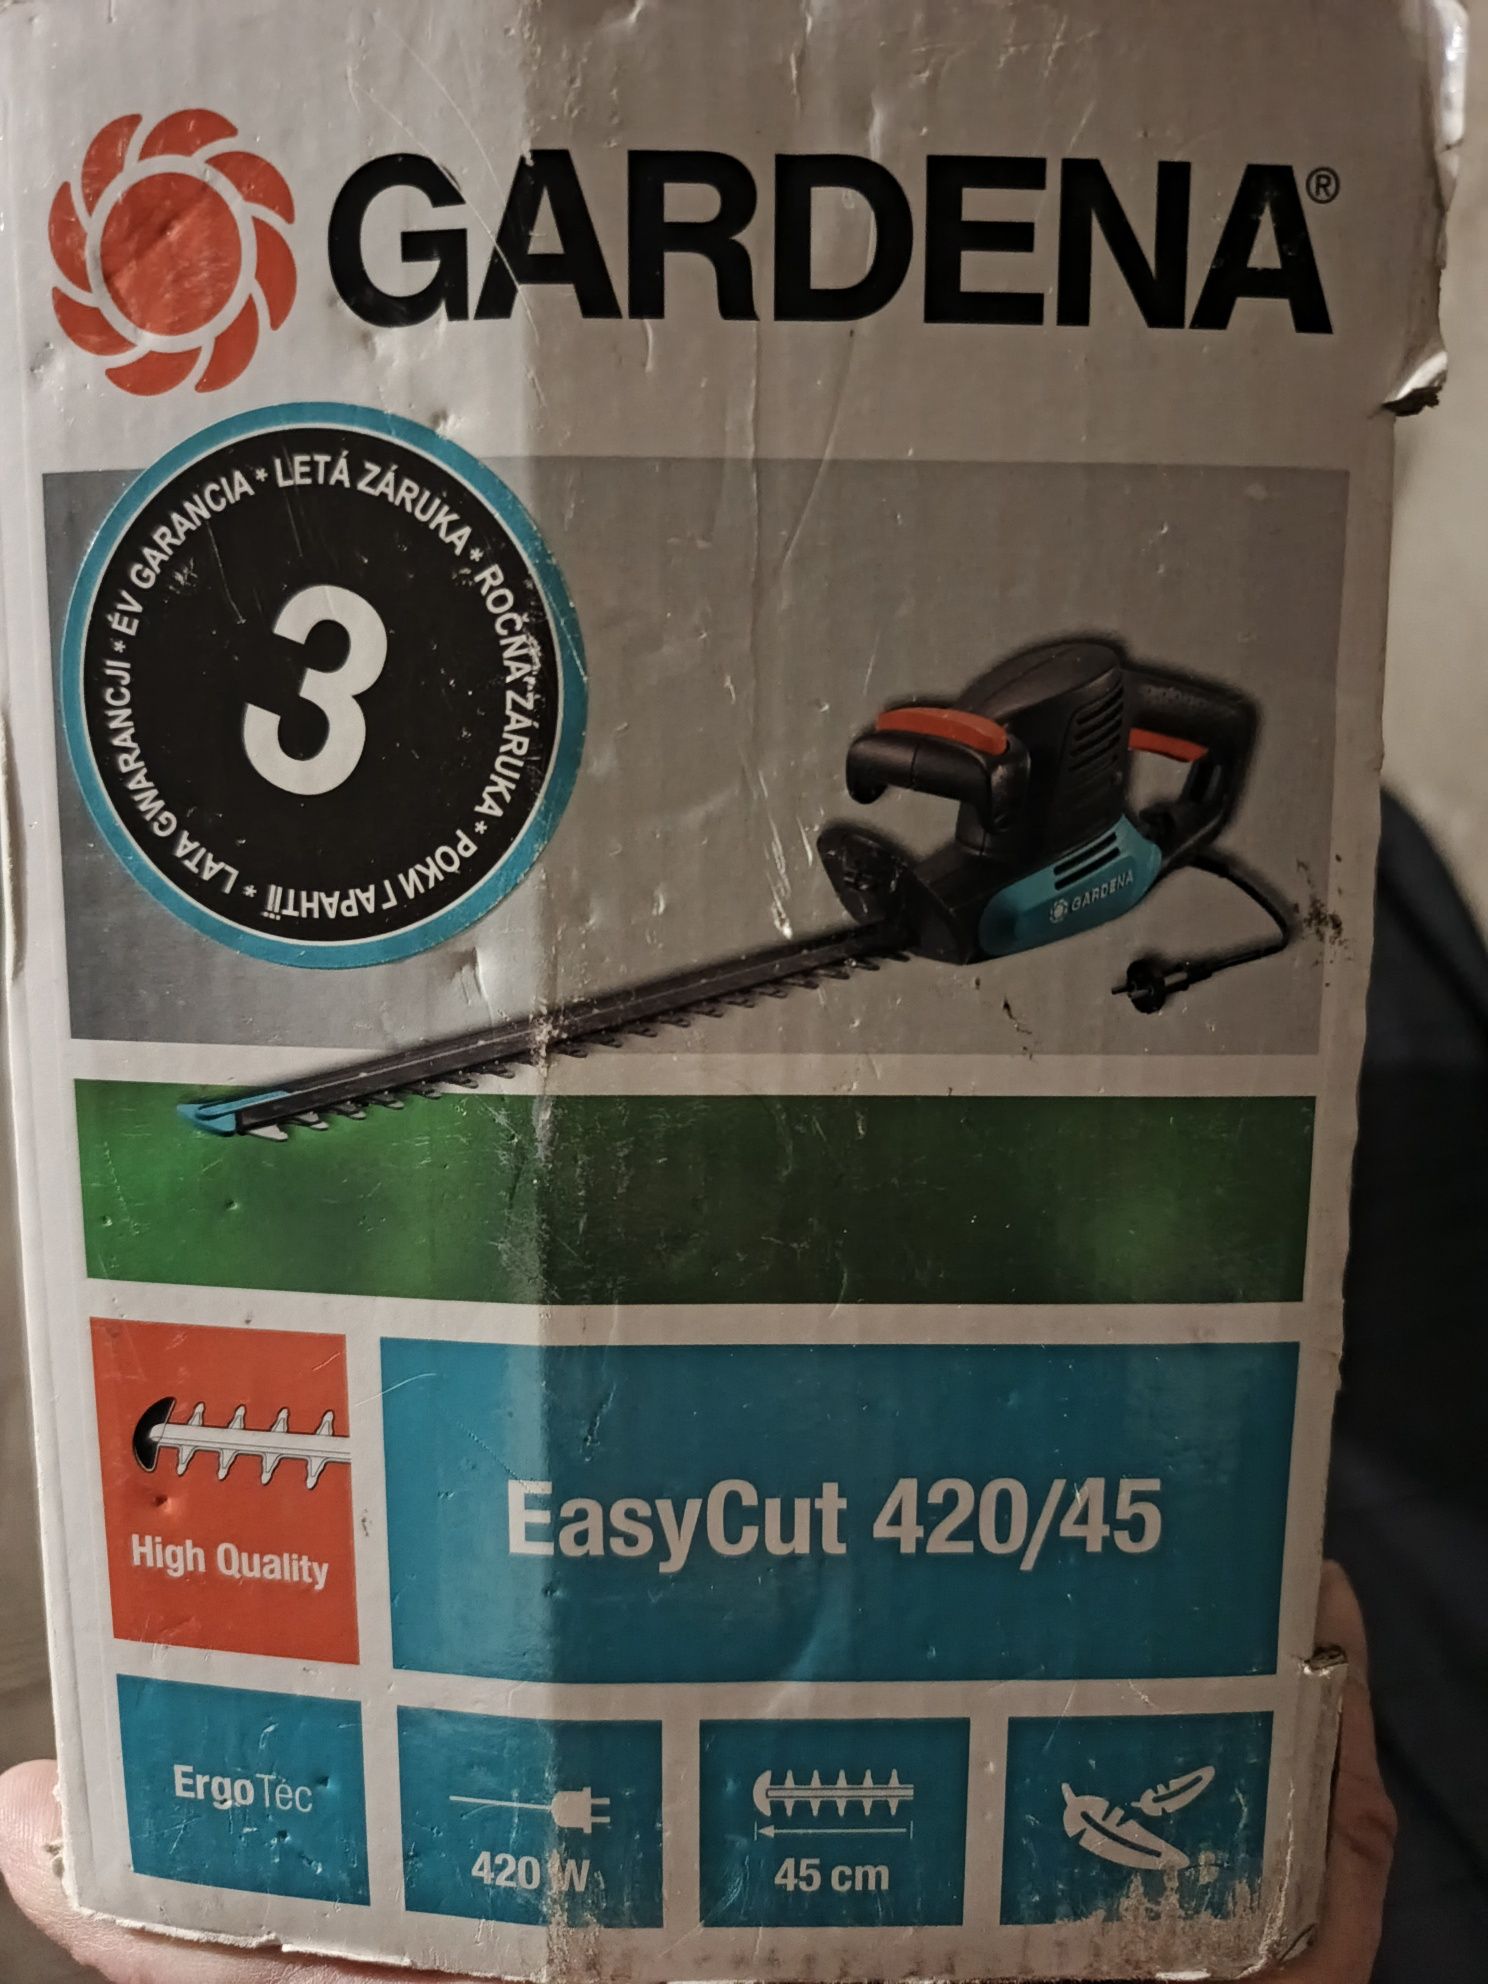 GARDENA®
3
LATA GWARANCJI * ÉV GARANCIA * LETÁ ZÁRUKA * ROČNÁ ZÁRUKA * РОКИ ГАРАНТІЇ *
GARDENA
High Quality
EasyCut 420/45
ErgoTec
420 W
45 cm